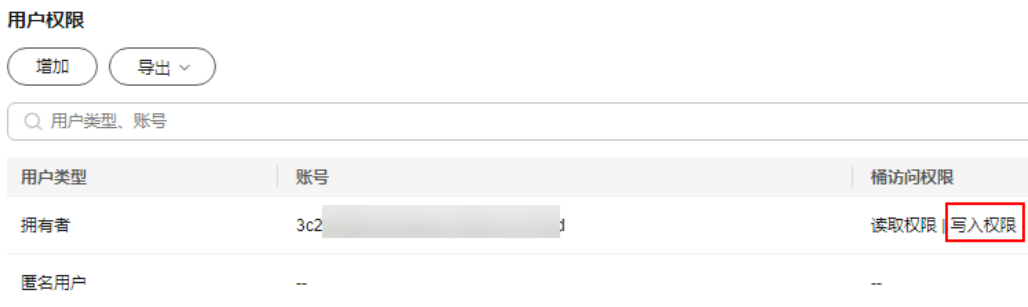 用户权限
增加 导出
用户类型、账号
用户类型 账号 桶访问权限
拥有者 3c2 d 读取权限 | 写入权限
匿名用户 -- --